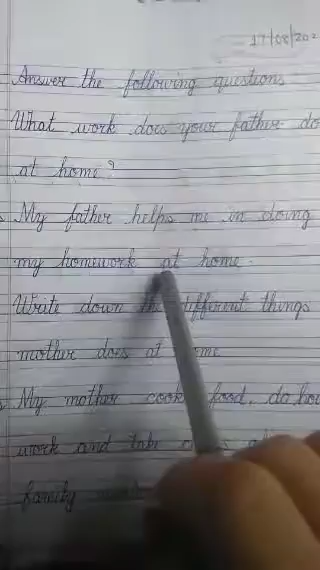 17/08/202
Answer the following questions
What work does your father do
at home?
My father helps me in doing
my homework at home.
Write down the different things
mother does at home
My mother cook food, do hou
work and take
family